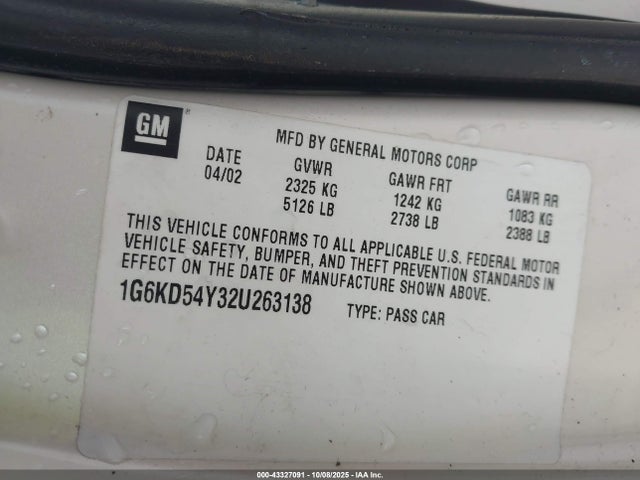 GM
MFD BY GENERAL MOTORS CORP
DATE GVWR GAWR FRT GAWR RR
04/02 2325 KG 1242 KG 1083 KG
5126 LB 2738 LB 2388 LB
THIS VEHICLE CONFORMS TO ALL APPLICABLE U.S. FEDERAL MOTOR
VEHICLE SAFETY, BUMPER, AND THEFT PREVENTION STANDARDS IN
EFFECT ON THE DATE OF MANUFACTURE SHOWN ABOVE.
1G6KD54Y32U263138 TYPE: PASS CAR
000-43327091 - 10/08/2025 - IAA Inc.